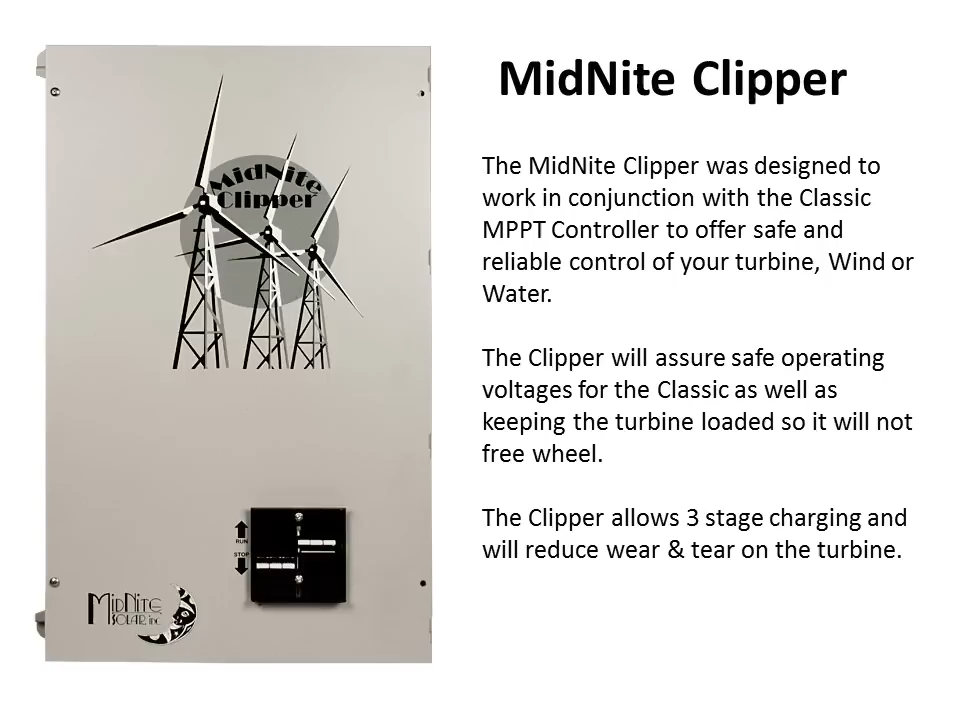 MidNite Clipper
The MidNite Clipper was designed to
work in conjunction with the Classic
MPPT Controller to offer safe and
reliable control of your turbine, Wind or
Water.
The Clipper will assure safe operating
voltages for the Classic as well as
keeping the turbine loaded so it will not
free wheel.
The Clipper allows 3 stage charging and
will reduce wear & tear on the turbine.
MidNite
Clipper
RUN
STOP
MIDNITE
SOLAR, inc